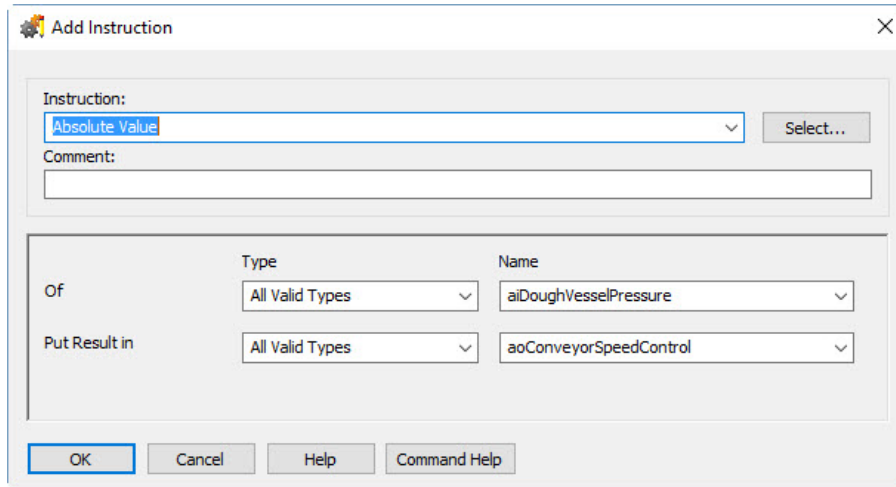 Add Instruction
Instruction:
Absolute Value
Select...
Comment:
Type Name
Of All Valid Types aiDoughVesselPressure
Put Result in All Valid Types aoConveyorSpeedControl
OK Cancel Help Command Help